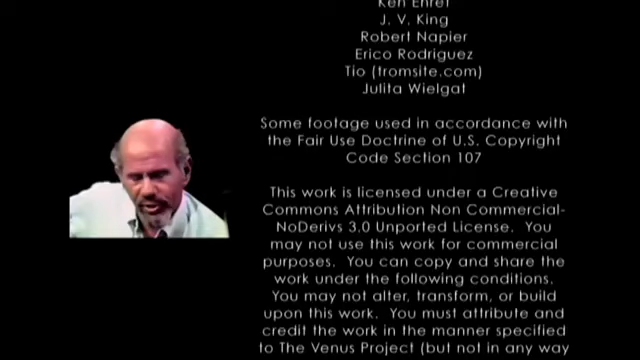 Ken Ehret
J. V. King
Robert Napier
Erico Rodriguez
Tio (tromsite.com)
Julita Wielgat
Some footage used in accordance with
the Fair Use Doctrine of U.S. Copyright
Code Section 107
This work is licensed under a Creative
Commons Attribution Non Commercial-
NoDerivs 3.0 Unported License. You
may not use this work for commercial
purposes. You can copy and share the
work under the following conditions.
You may not alter, transform, or build
upon this work. You must attribute and
credit the work in the manner specified
to The Venus Project (but not in any way